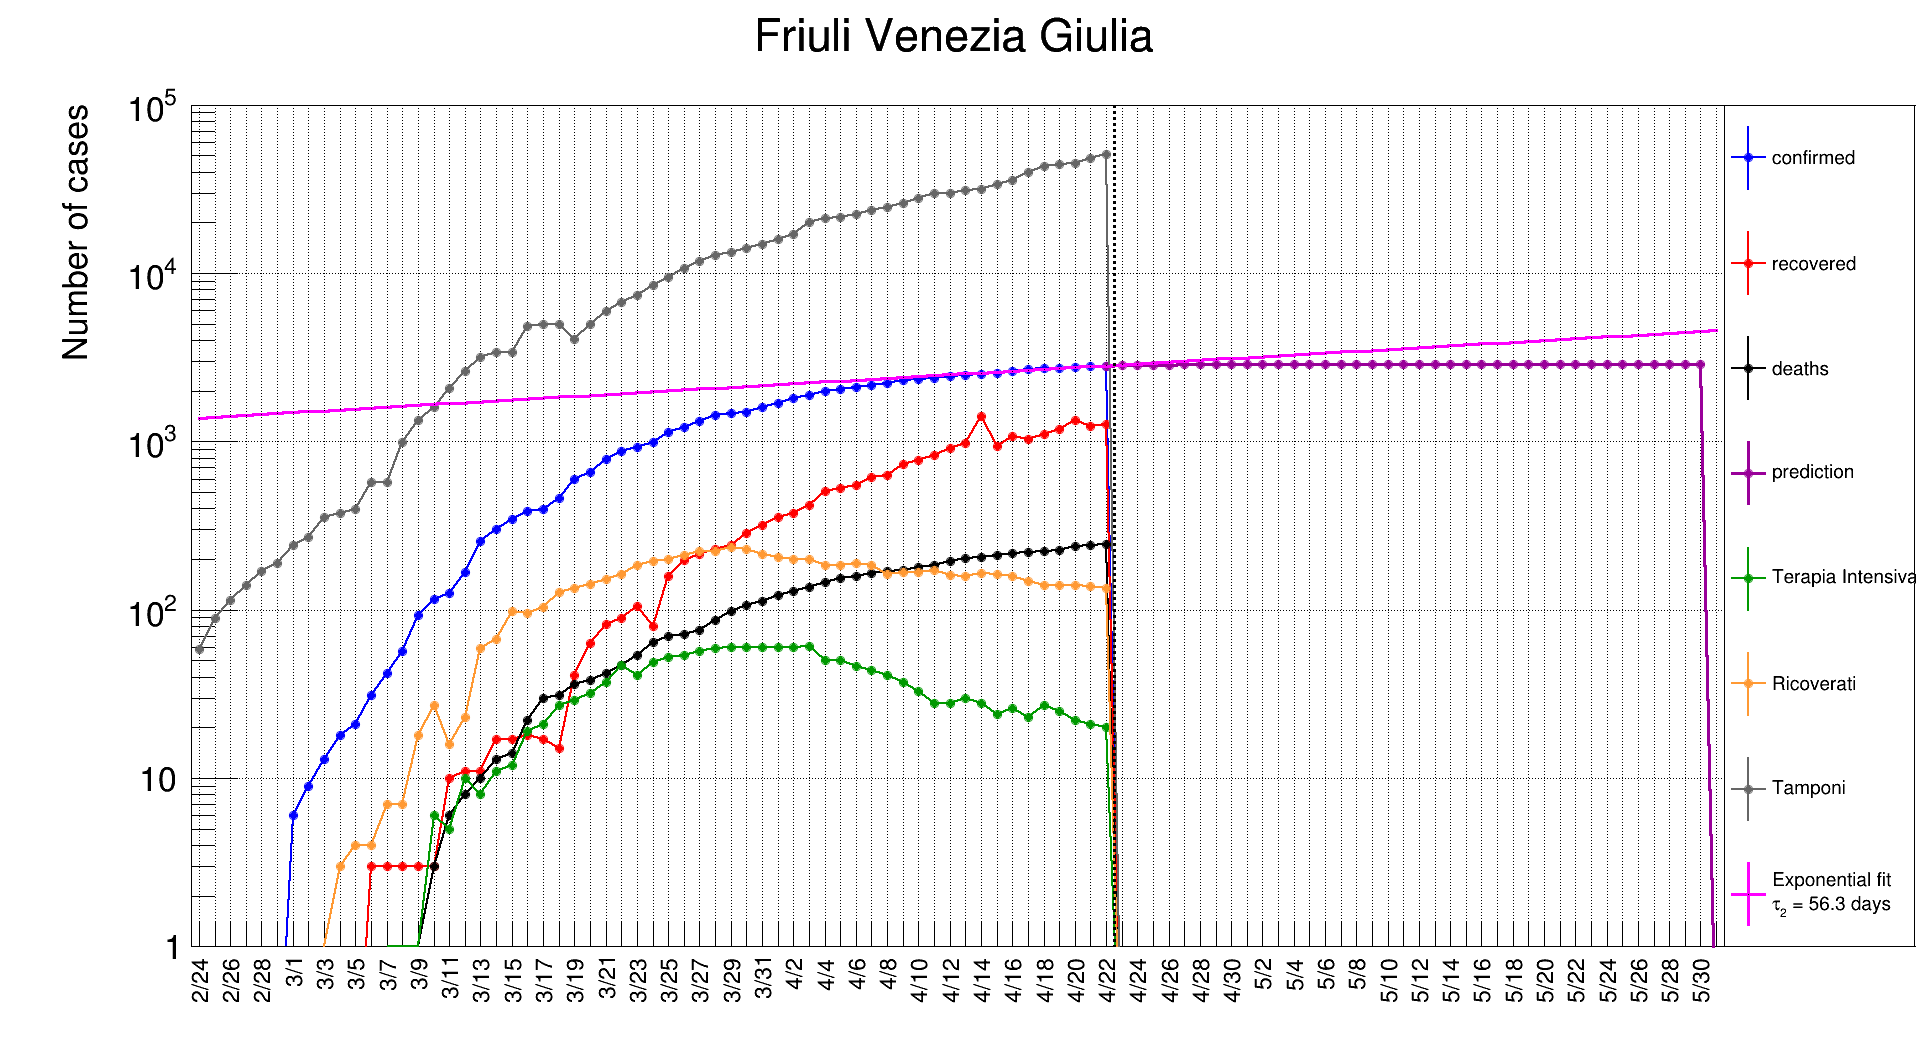 Friuli Venezia Giulia
Number of cases
10^5
10^4
10^3
10^2
10
1
2/24 2/26 2/28 3/1 3/3 3/5 3/7 3/9 3/11 3/13 3/15 3/17 3/19 3/21 3/23 3/25 3/27 3/29 3/31 4/2 4/4 4/6 4/8 4/10 4/12 4/14 4/16 4/18 4/20 4/22 4/24 4/26 4/28 4/30 5/2 5/4 5/6 5/8 5/10 5/12 5/14 5/16 5/18 5/20 5/22 5/24 5/26 5/28 5/30
confirmed
recovered
deaths
prediction
Terapia Intensiva
Ricoverati
Tamponi
Exponential fit
τ₂ = 56.3 days